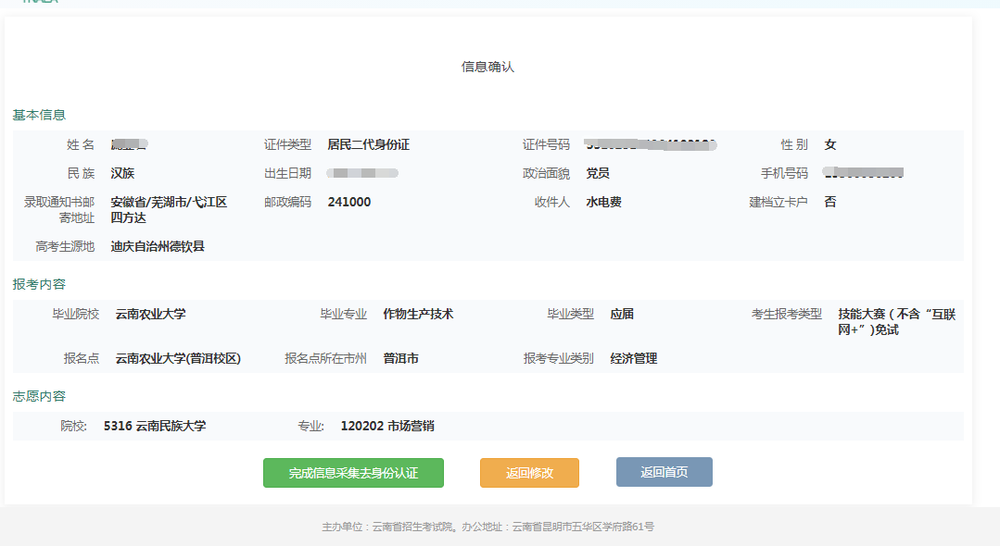 信息确认
基本信息
姓 名 证件类型 居民二代身份证 证件号码 性 别 女
民 族 汉族 出生日期 政治面貌 党员 手机号码
录取通知书邮 安徽省/芜湖市/弋江区 邮政编码 241000 收件人 水电费 建档立卡户 否
寄地址 四方达
高考生源地 迪庆自治州德钦县
报考内容
毕业院校 云南农业大学 毕业专业 作物生产技术 毕业类型 应届 考生报考类型 技能大赛（不含“互联
网+”)免试
报名点 云南农业大学(普洱校区) 报名点所在市州 普洱市 报考专业类别 经济管理
志愿内容
院校: 5316 云南民族大学 专业: 120202 市场营销
完成信息采集去身份认证 返回修改 返回首页
主办单位：云南省招生考试院。办公地址：云南省昆明市五华区学府路61号